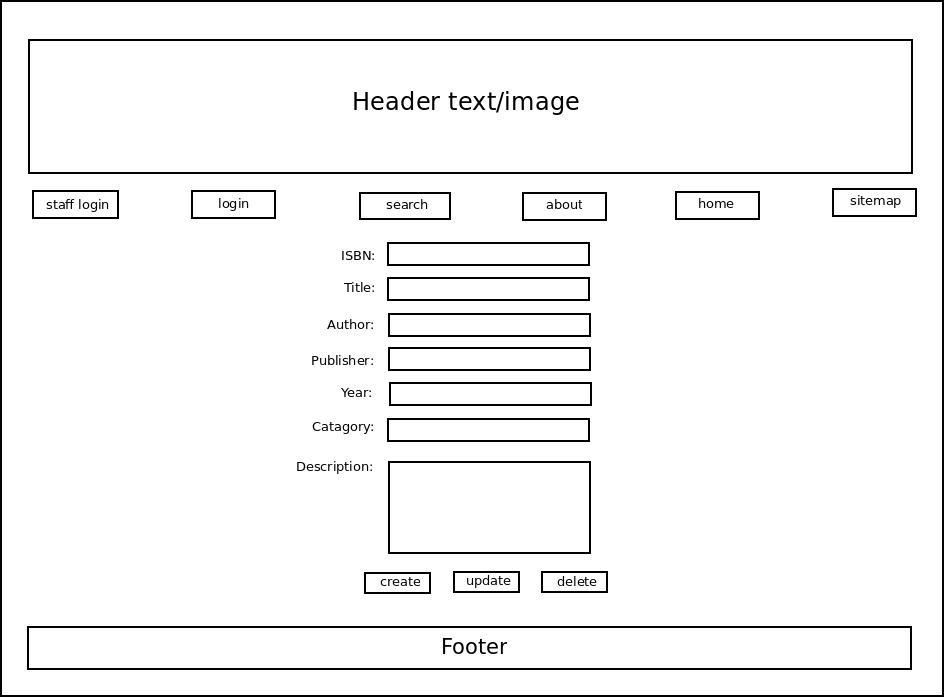 Header text/image
staff login
login
search
about
home
sitemap
ISBN:
Title:
Author:
Publisher:
Year:
Catagory:
Description:
create
update
delete
Footer